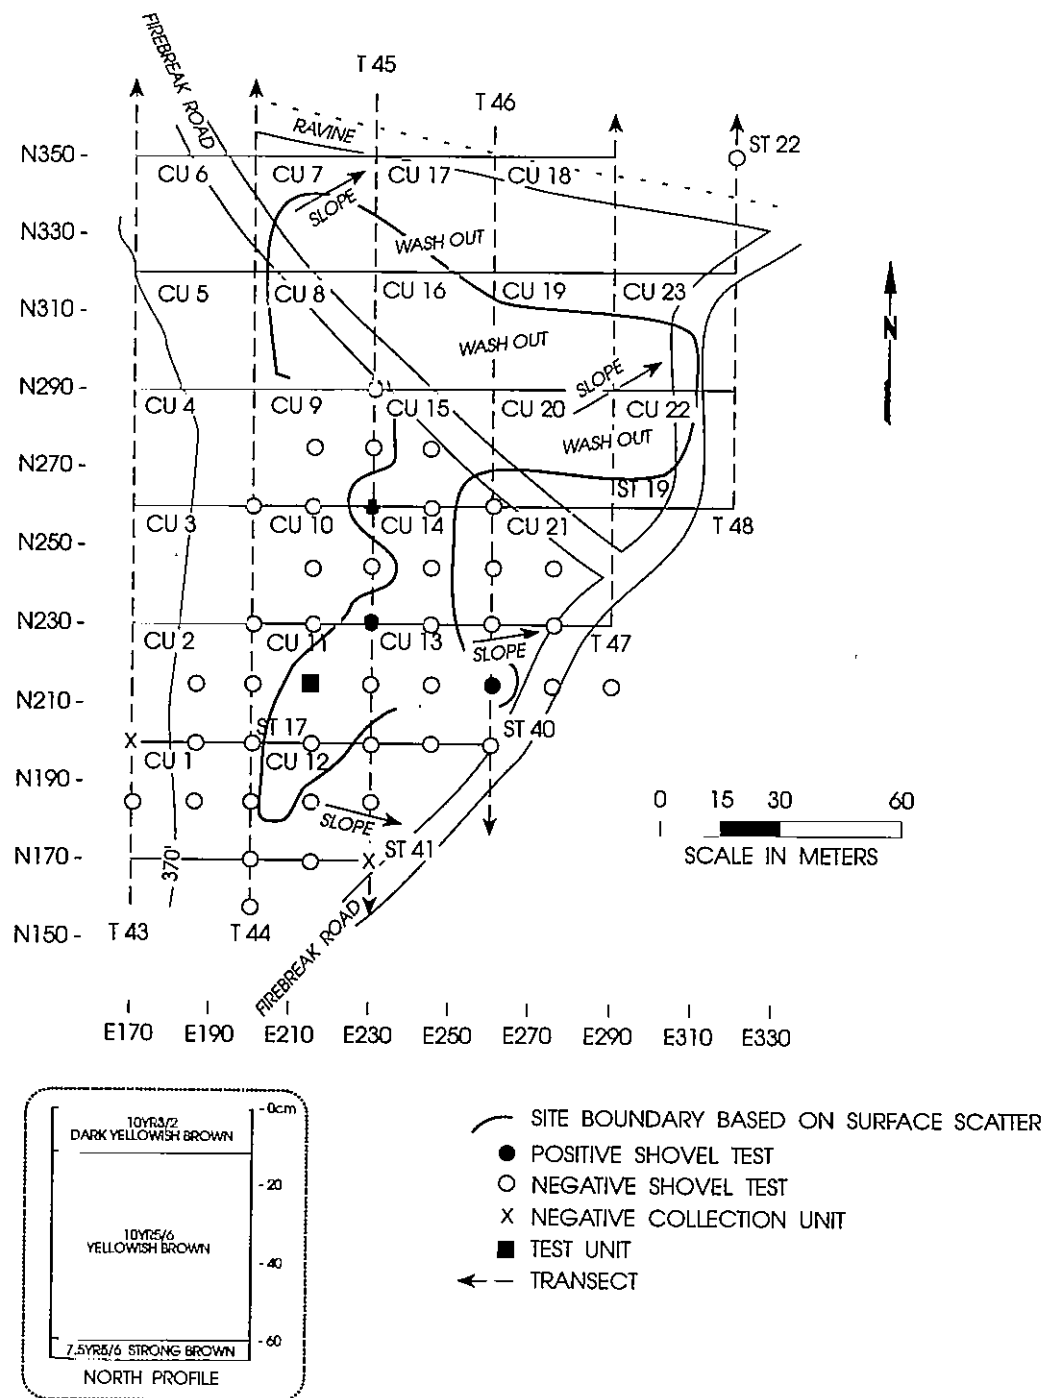 FIREBREAK ROAD
T 45
T 46
RAVINE
ST 22
N350 -
CU 6
CU 7
CU 17
CU 18
SLOPE
N330 -
WASH OUT
CU 5
CU 8
CU 16
CU 19
CU 23
N310 -
N
WASH OUT
N290 -
SLOPE
CU 4
CU 9
CU 15
CU 20
CU 22
WASH OUT
N270 -
ST 19
CU 3
CU 10
CU 14
CU 21
T 48
N250 -
N230 -
CU 2
CU 11
CU 13
SLOPE
T 47
N210 -
ST 17
ST 40
CU 1
CU 12
N190 -
0 15 30 60
SCALE IN METERS
SLOPE
ST 41
N170 -
370'
N150 -
T 43
T 44
FIREBREAK ROAD
E170 E190 E210 E230 E250 E270 E290 E310 E330
10YR3/2
DARK YELLOWISH BROWN
- 0cm
- 20
10YR5/6
YELLOWISH BROWN
- 40
- 60
7.5YR5/6 STRONG BROWN
NORTH PROFILE
SITE BOUNDARY BASED ON SURFACE SCATTER
POSITIVE SHOVEL TEST
NEGATIVE SHOVEL TEST
X NEGATIVE COLLECTION UNIT
TEST UNIT
TRANSECT